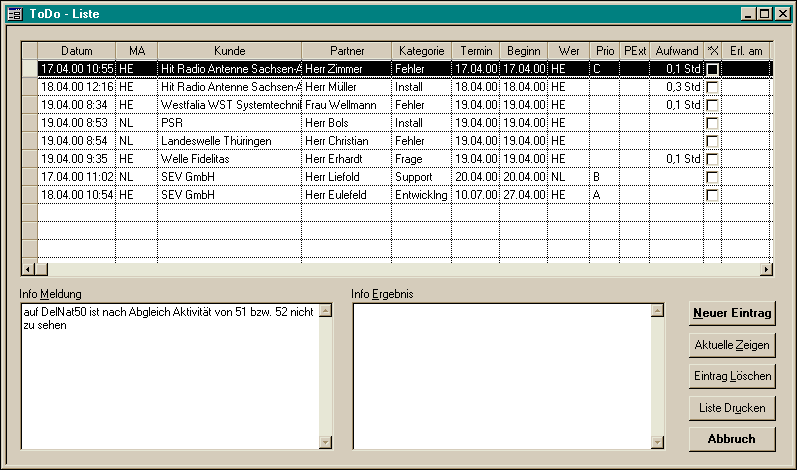 ToDo - Liste
Datum MA Kunde Partner Kategorie Termin Beginn Wer Prio PExt Aufwand *X Erl. am
17.04.00 10:55 HE Hit Radio Antenne Sachsen-A Herr Zimmer Fehler 17.04.00 17.04.00 HE C 0,1 Std
18.04.00 12:16 HE Hit Radio Antenne Sachsen-A Herr Müller Install 18.04.00 18.04.00 HE 0,3 Std
19.04.00 8:34 HE Westfalia WST Systemtechnik Frau Wellmann Fehler 19.04.00 19.04.00 HE 0,1 Std
19.04.00 8:53 NL PSR Herr Bols Install 19.04.00 19.04.00 HE
19.04.00 8:54 NL Landeswelle Thüringen Herr Christian Fehler 19.04.00 19.04.00 HE
19.04.00 9:35 HE Welle Fidelitas Herr Erhardt Frage 19.04.00 19.04.00 HE 0,1 Std
17.04.00 11:02 NL SEV GmbH Herr Liefold Support 20.04.00 20.04.00 NL B
18.04.00 10:54 HE SEV GmbH Herr Eulefeld Entwicklng 10.07.00 27.04.00 HE A
Info Meldung Info Ergebnis
auf DelNat50 ist nach Abgleich Aktivität von 51 bzw. 52 nicht
zu sehen
Neuer Eintrag
Aktuelle Zeigen
Eintrag Löschen
Liste Drucken
Abbruch